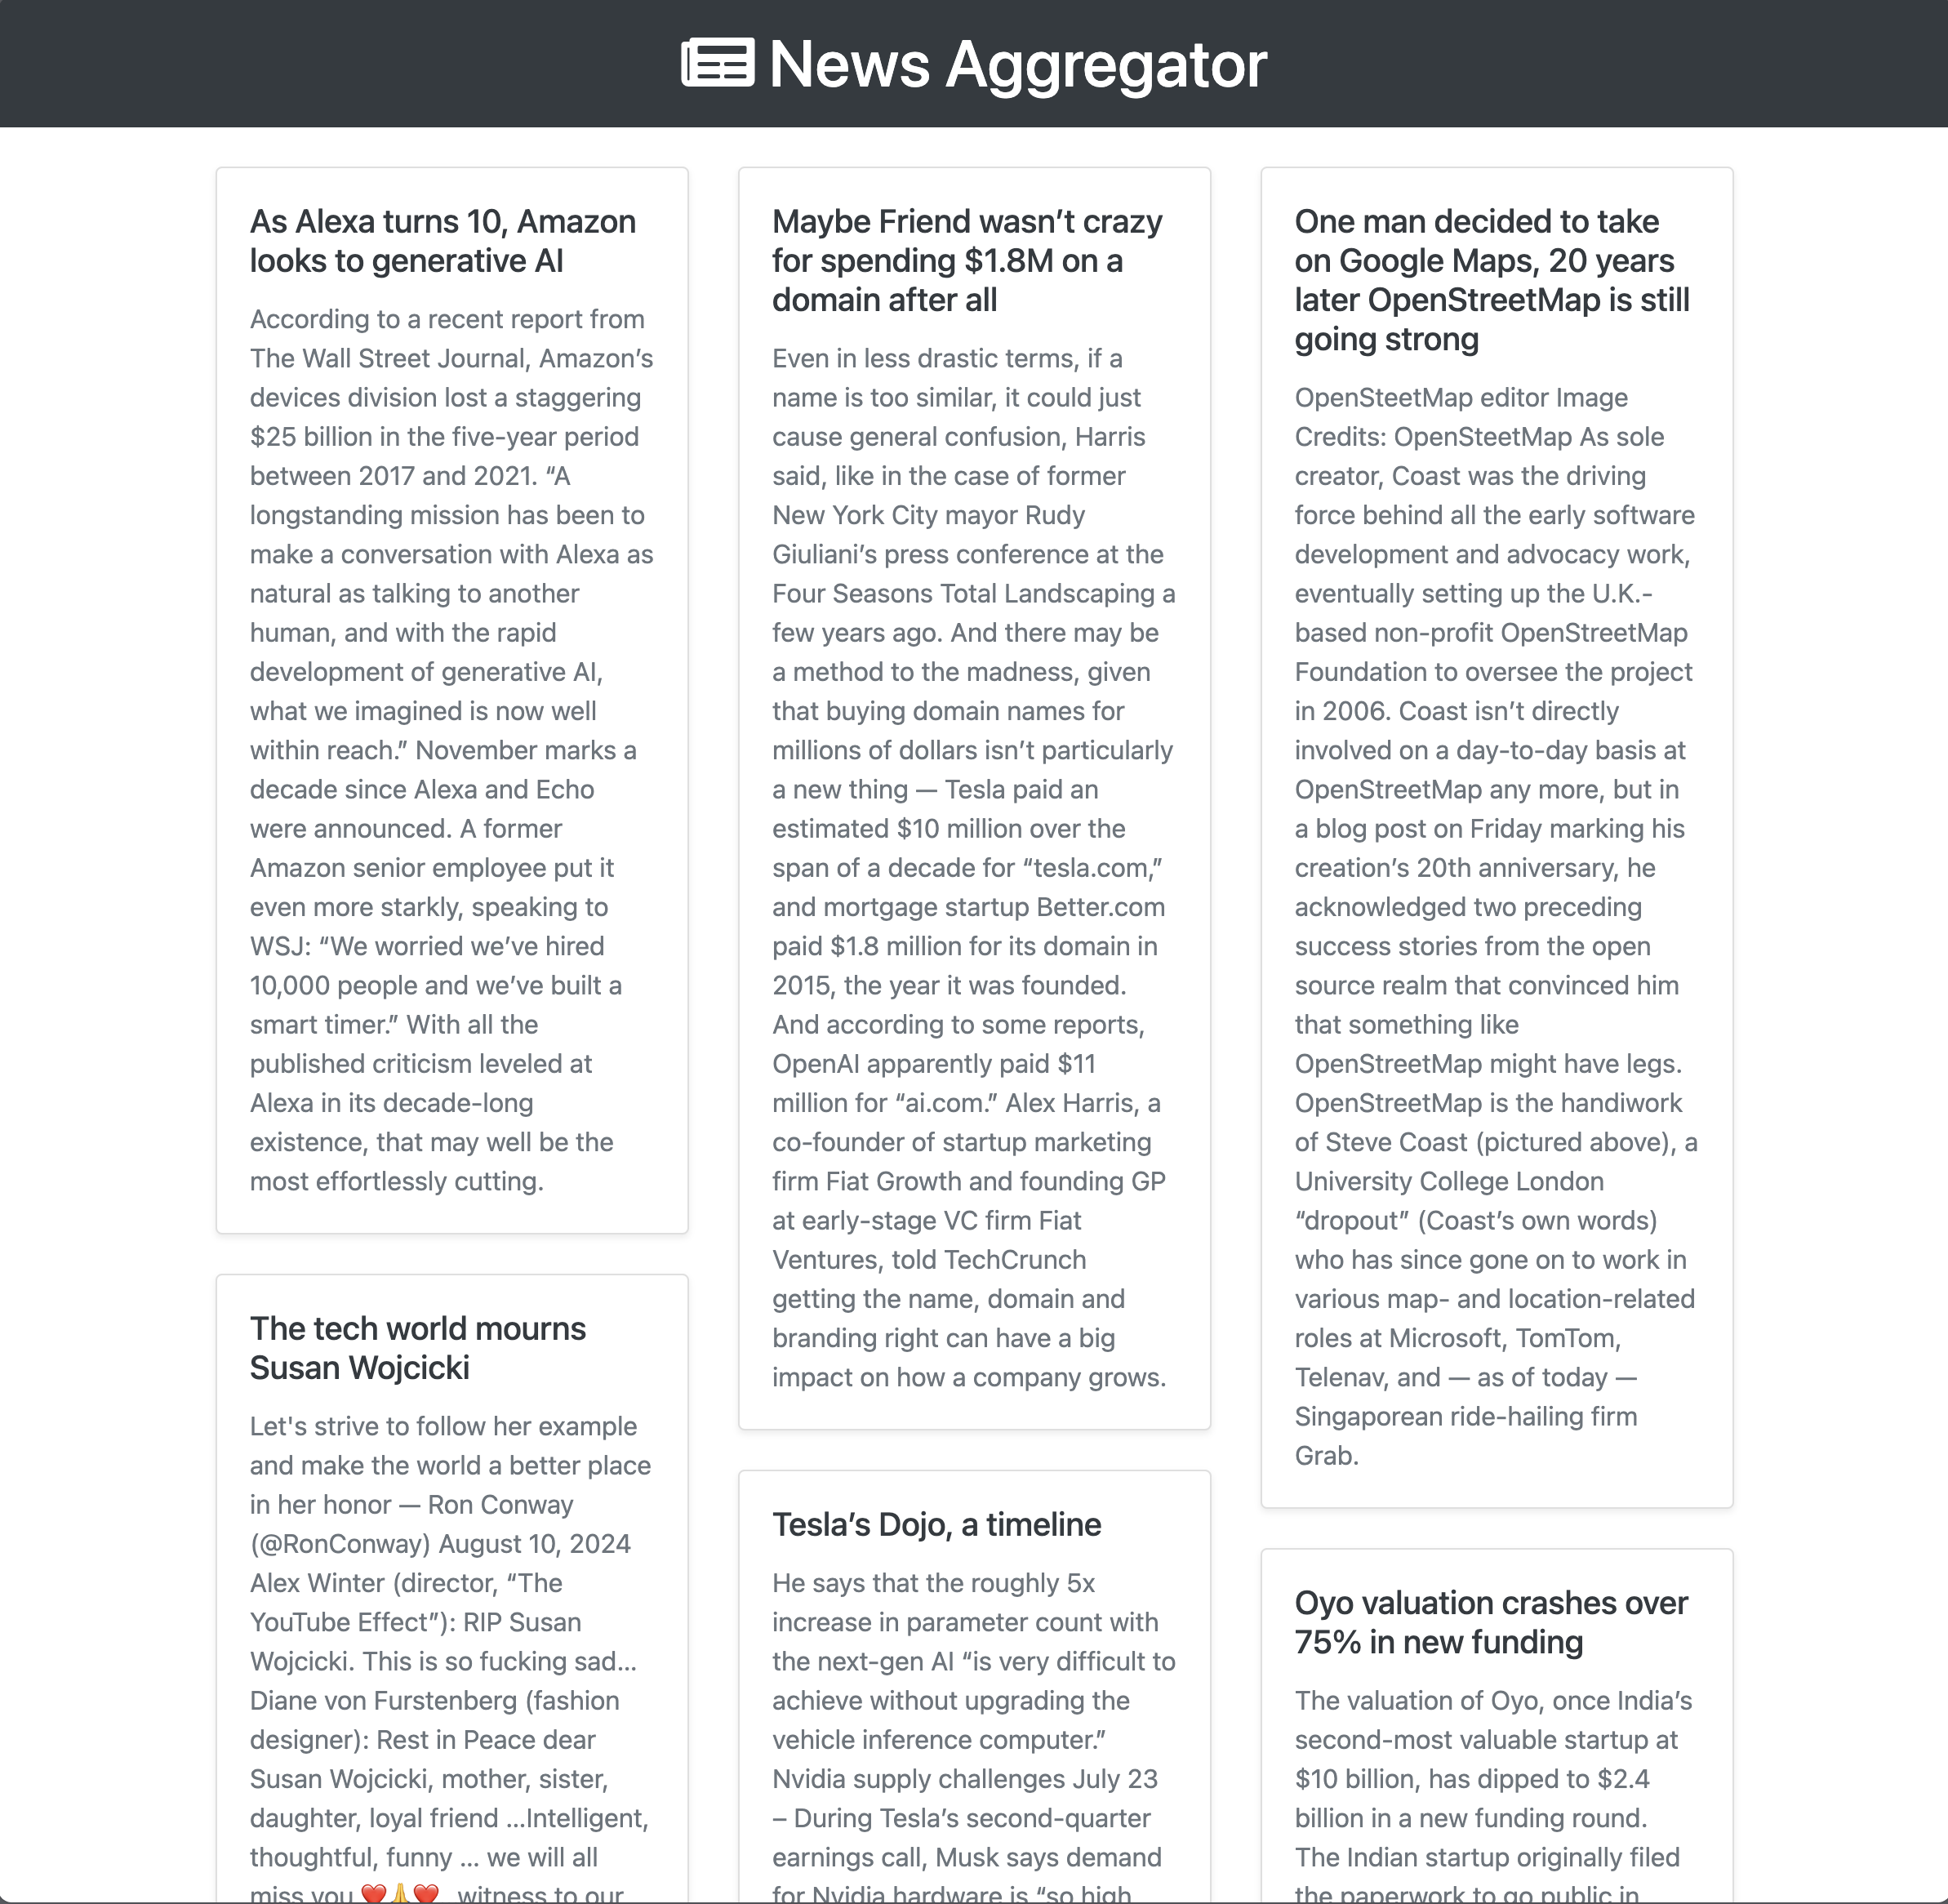 News Aggregator
As Alexa turns 10, Amazon
looks to generative AI
According to a recent report from
The Wall Street Journal, Amazon’s
devices division lost a staggering
$25 billion in the five-year period
between 2017 and 2021. “A
longstanding mission has been to
make a conversation with Alexa as
natural as talking to another
human, and with the rapid
development of generative AI,
what we imagined is now well
within reach.” November marks a
decade since Alexa and Echo
were announced. A former
Amazon senior employee put it
even more starkly, speaking to
WSJ: “We worried we’ve hired
10,000 people and we’ve built a
smart timer.” With all the
published criticism leveled at
Alexa in its decade-long
existence, that may well be the
most effortlessly cutting.
The tech world mourns
Susan Wojcicki
Let's strive to follow her example
and make the world a better place
in her honor — Ron Conway
(@RonConway) August 10, 2024
Alex Winter (director, “The
YouTube Effect”): RIP Susan
Wojcicki. This is so fucking sad…
Diane von Furstenberg (fashion
designer): Rest in Peace dear
Susan Wojcicki, mother, sister,
daughter, loyal friend …Intelligent,
thoughtful, funny … we will all
miss you ❤️🙏❤️ witness to our
Maybe Friend wasn’t crazy
for spending $1.8M on a
domain after all
Even in less drastic terms, if a
name is too similar, it could just
cause general confusion, Harris
said, like in the case of former
New York City mayor Rudy
Giuliani’s press conference at the
Four Seasons Total Landscaping a
few years ago. And there may be
a method to the madness, given
that buying domain names for
millions of dollars isn’t particularly
a new thing — Tesla paid an
estimated $10 million over the
span of a decade for “tesla.com,”
and mortgage startup Better.com
paid $1.8 million for its domain in
2015, the year it was founded.
And according to some reports,
OpenAI apparently paid $11
million for “ai.com.” Alex Harris, a
co-founder of startup marketing
firm Fiat Growth and founding GP
at early-stage VC firm Fiat
Ventures, told TechCrunch
getting the name, domain and
branding right can have a big
impact on how a company grows.
Tesla’s Dojo, a timeline
He says that the roughly 5x
increase in parameter count with
the next-gen AI “is very difficult to
achieve without upgrading the
vehicle inference computer.”
Nvidia supply challenges July 23
– During Tesla’s second-quarter
earnings call, Musk says demand
for Nvidia hardware is “so high
One man decided to take
on Google Maps, 20 years
later OpenStreetMap is still
going strong
OpenSteetMap editor Image
Credits: OpenSteetMap As sole
creator, Coast was the driving
force behind all the early software
development and advocacy work,
eventually setting up the U.K.-
based non-profit OpenStreetMap
Foundation to oversee the project
in 2006. Coast isn’t directly
involved on a day-to-day basis at
OpenStreetMap any more, but in
a blog post on Friday marking his
creation’s 20th anniversary, he
acknowledged two preceding
success stories from the open
source realm that convinced him
that something like
OpenStreetMap might have legs.
OpenStreetMap is the handiwork
of Steve Coast (pictured above), a
University College London
“dropout” (Coast’s own words)
who has since gone on to work in
various map- and location-related
roles at Microsoft, TomTom,
Telenav, and — as of today —
Singaporean ride-hailing firm
Grab.
Oyo valuation crashes over
75% in new funding
The valuation of Oyo, once India’s
second-most valuable startup at
$10 billion, has dipped to $2.4
billion in a new funding round.
The Indian startup originally filed
the paperwork to go public in